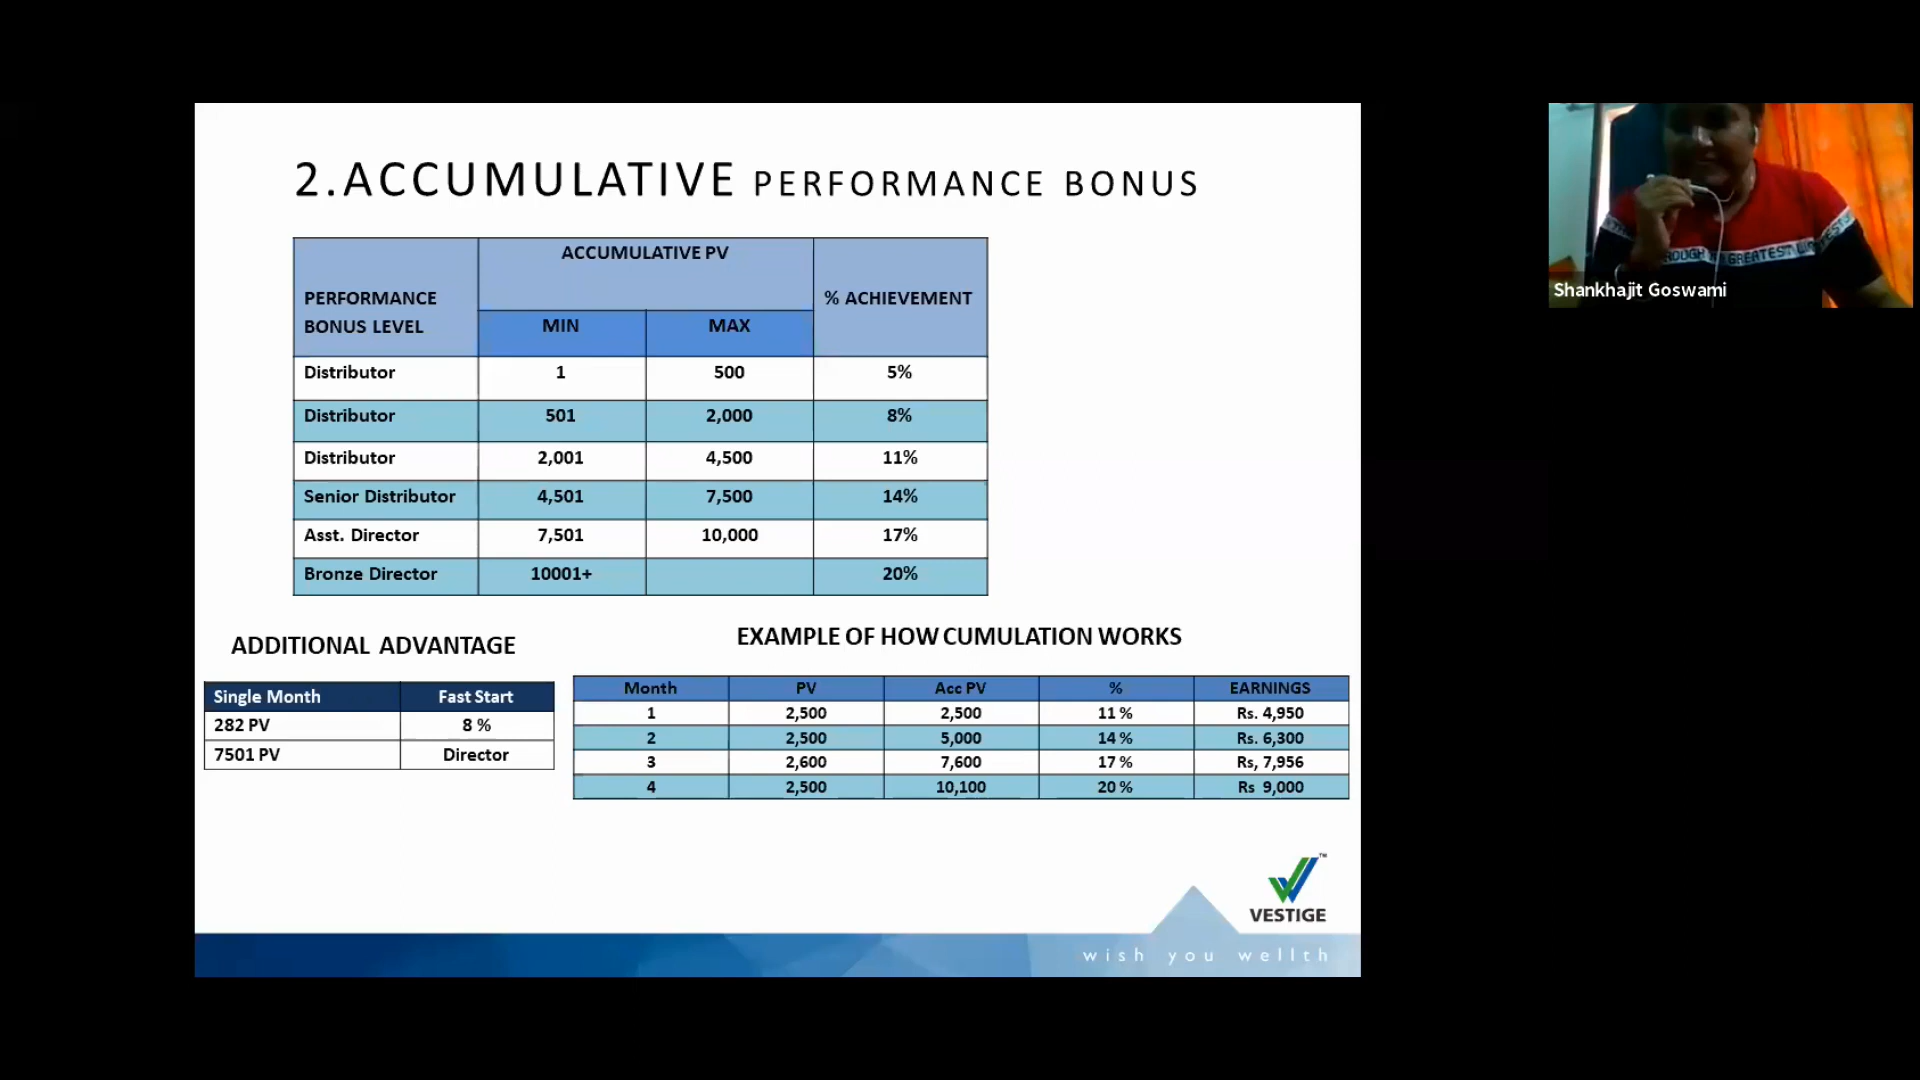 2.ACCUMULATIVE PERFORMANCE BONUS
PERFORMANCE BONUS LEVEL ACCUMULATIVE PV % ACHIEVEMENT
MIN MAX
Distributor 1 500 5%
Distributor 501 2,000 8%
Distributor 2,001 4,500 11%
Senior Distributor 4,501 7,500 14%
Asst. Director 7,501 10,000 17%
Bronze Director 10001+ 20%
ADDITIONAL ADVANTAGE
Single Month Fast Start
282 PV 8 %
7501 PV Director
EXAMPLE OF HOW CUMULATION WORKS
Month PV Acc PV % EARNINGS
1 2,500 2,500 11 % Rs. 4,950
2 2,500 5,000 14 % Rs. 6,300
3 2,600 7,600 17 % Rs, 7,956
4 2,500 10,100 20 % Rs 9,000
VESTIGE
TM
wish you wellth
GREATEST
Shankhajit Goswami